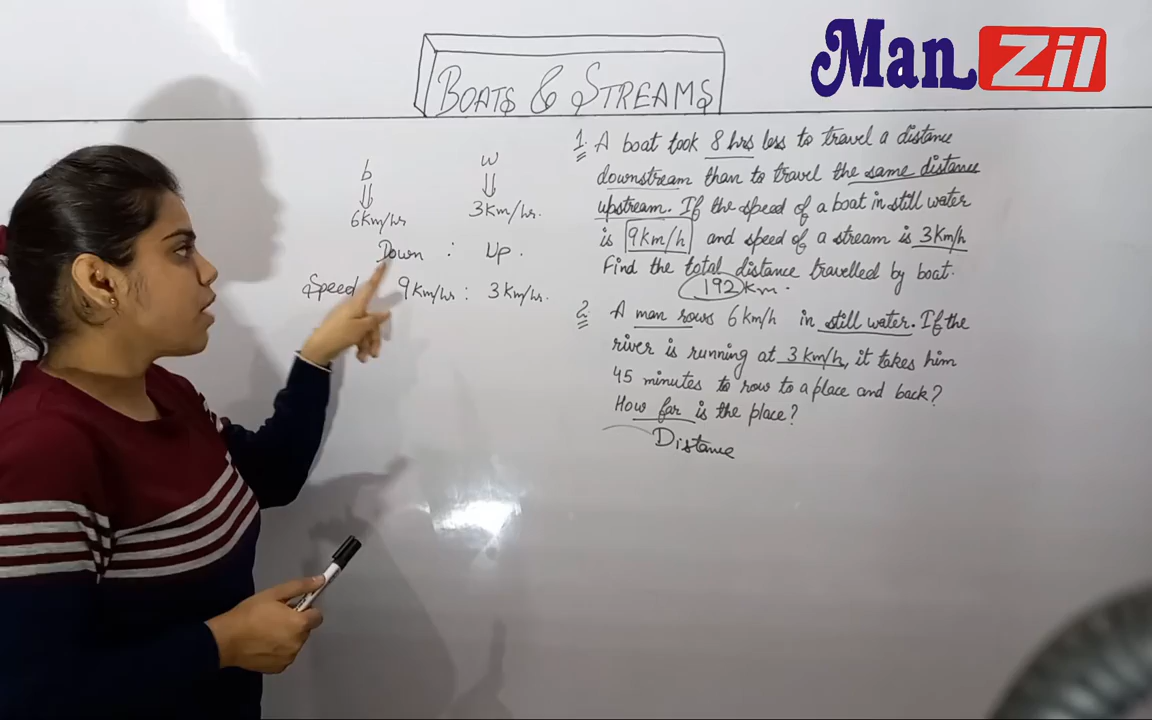 Man Zil
BOATS & STREAMS
b w
6Km/hr 3Km/hr.
Down : Up.
Speed 9Km/hr : 3Km/hr.
1. A boat took 8 hrs less to travel a distance
downstream than to travel the same distance
upstream. If the speed of a boat in still water
is 9Km/h and speed of a stream is 3Km/h
Find the total distance travelled by boat.
192Km.
2. A man rows 6 km/h in still water. If the
river is running at 3 km/h, it takes him
45 minutes to row to a place and back?
How far is the place?
Distance